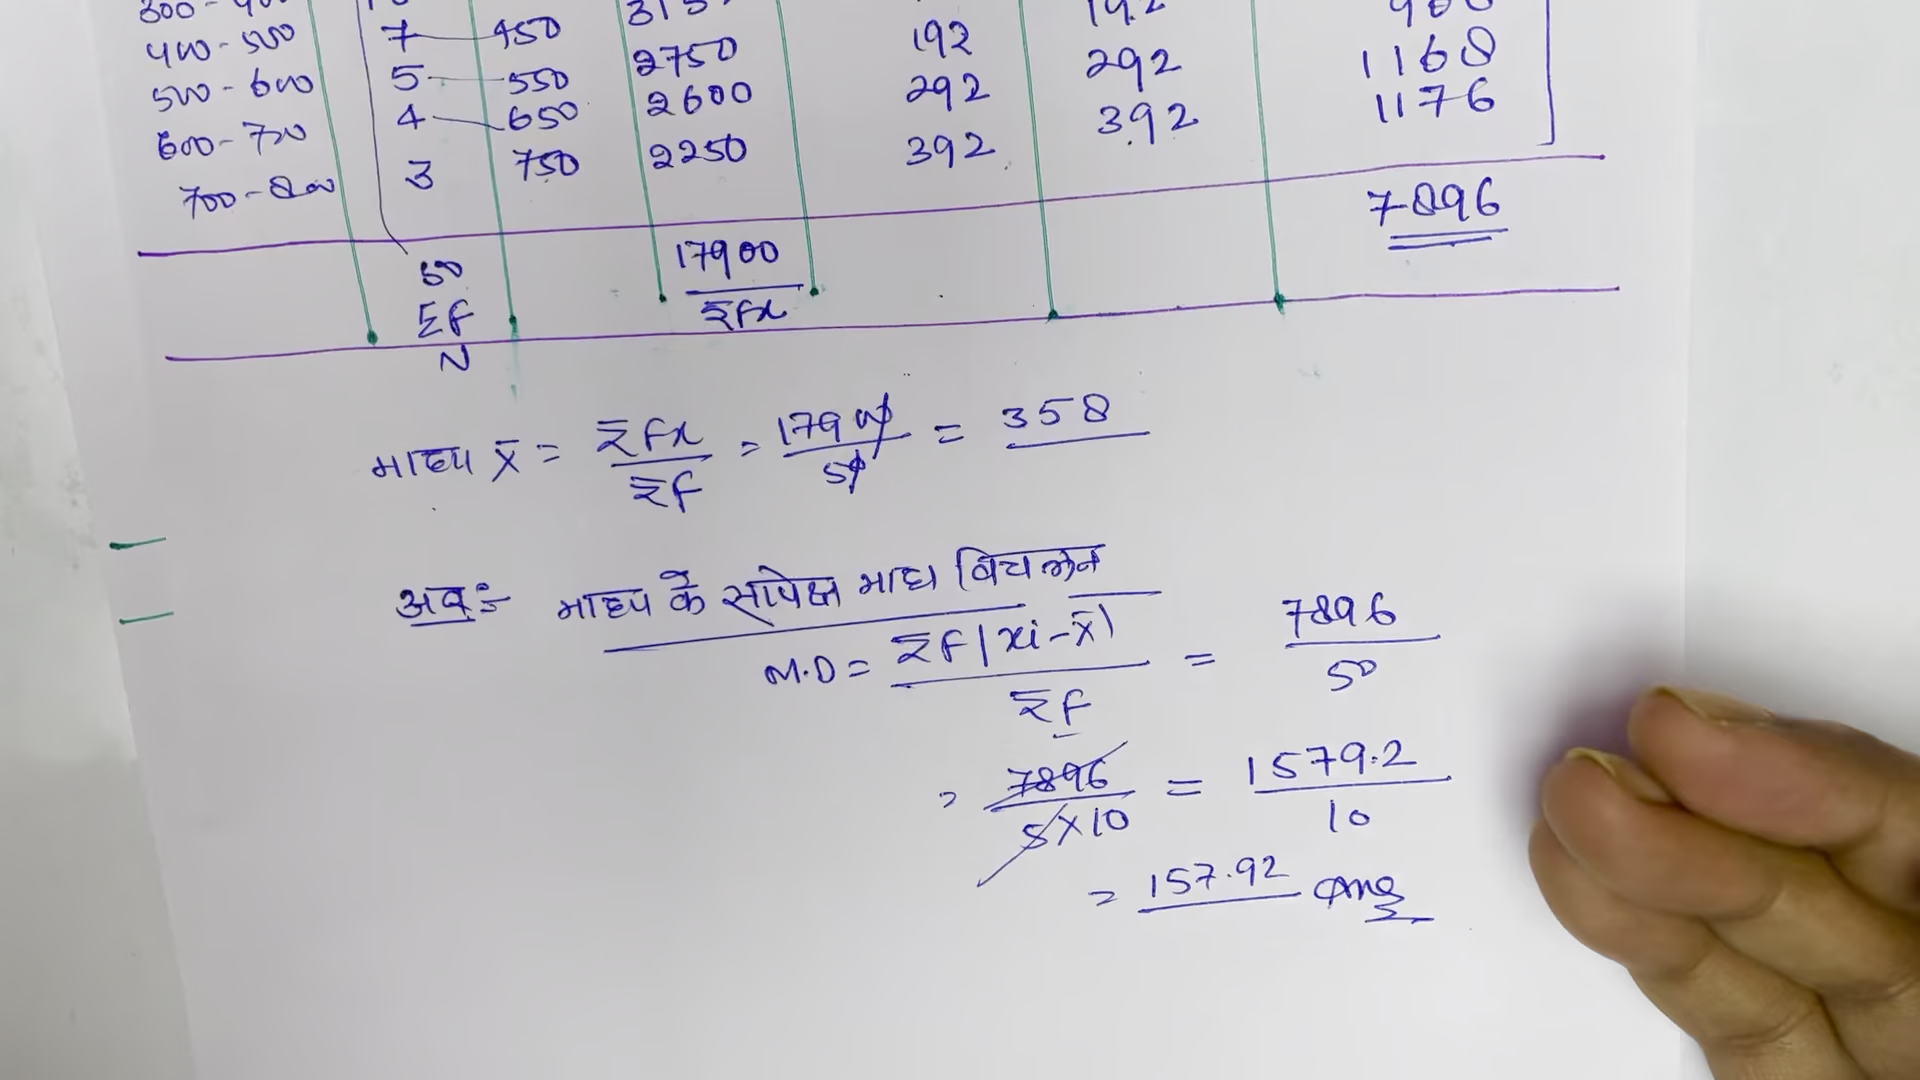 400-500 7 450 315 192 192
500-600 5 550 2750 292 292 1168
600-700 4 650 2600 392 392 1176
700-800 3 750 2250
7896
50 17900
Σf Σfx
N
माध्य x̄ = Σfx / Σf = 17900 / 50 = 358
अब :- माध्य के सापेक्ष माध्य विचलन
M.D = Σf|xi-x̄| / Σf = 7896 / 50
= 7896 / 5×10 = 1579.2 / 10
= 157.92 Ans